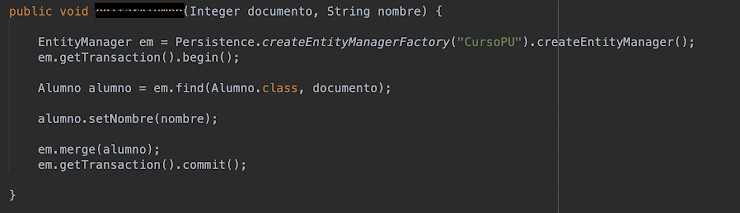 public void (Integer documento, String nombre) {
EntityManager em = Persistence.createEntityManagerFactory("CursoPU").createEntityManager();
em.getTransaction().begin();
Alumno alumno = em.find(Alumno.class, documento);
alumno.setNombre(nombre);
em.merge(alumno);
em.getTransaction().commit();
}